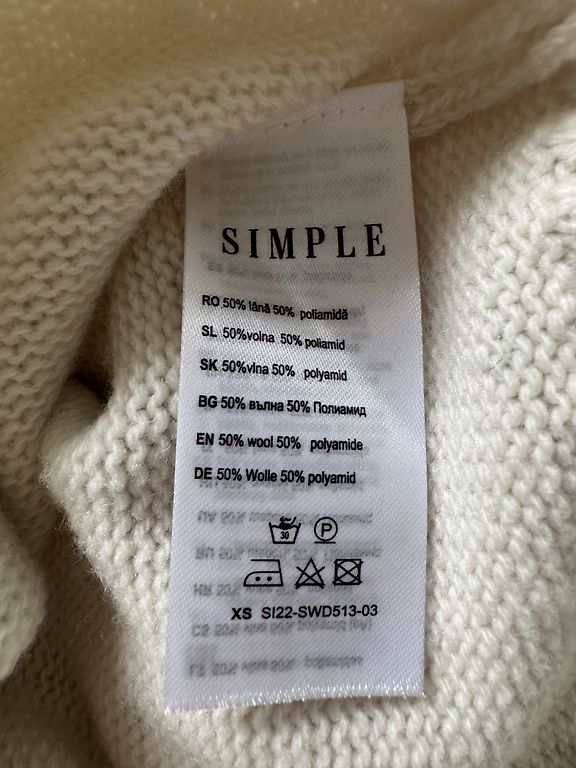 SIMPLE
RO 50% lână 50% poliamidă
SL 50%volna 50% poliamid
SK 50%vlna 50% polyamid
BG 50% вълна 50% Полиамид
EN 50% wool 50% polyamide
DE 50% Wolle 50% polyamid
30 P
XS SI22-SWD513-03